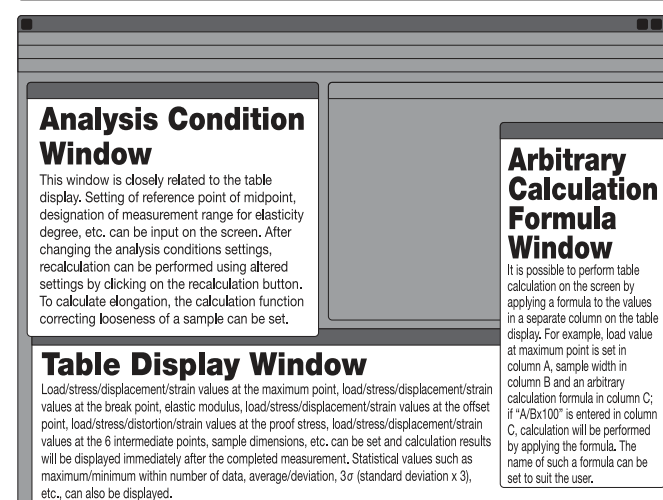 Analysis Condition
Window
This window is closely related to the table
display. Setting of reference point of midpoint,
designation of measurement range for elasticity
degree, etc. can be input on the screen. After
changing the analysis conditions settings,
recalculation can be performed using altered
settings by clicking on the recalculation button.
To calculate elongation, the calculation function
correcting looseness of a sample can be set.
Arbitrary
Calculation
Formula
Window
It is possible to perform table
calculation on the screen by
applying a formula to the values
in a separate column on the table
display. For example, load value
at maximum point is set in
column A, sample width in
column B and an arbitrary
calculation formula in column C;
if “A/Bx100” is entered in column
C, calculation will be performed
by applying the formula. The
name of such a formula can be
set to suit the user.
Table Display Window
Load/stress/displacement/strain values at the maximum point, load/stress/displacement/strain
values at the break point, elastic modulus, load/stress/displacement/strain values at the offset
point, load/stress/distortion/strain values at the proof stress, load/stress/displacement/strain
values at the 6 intermediate points, sample dimensions, etc. can be set and calculation results
will be displayed immediately after the completed measurement. Statistical values such as
maximum/minimum within number of data, average/deviation, 3σ (standard deviation x 3),
etc., can also be displayed.